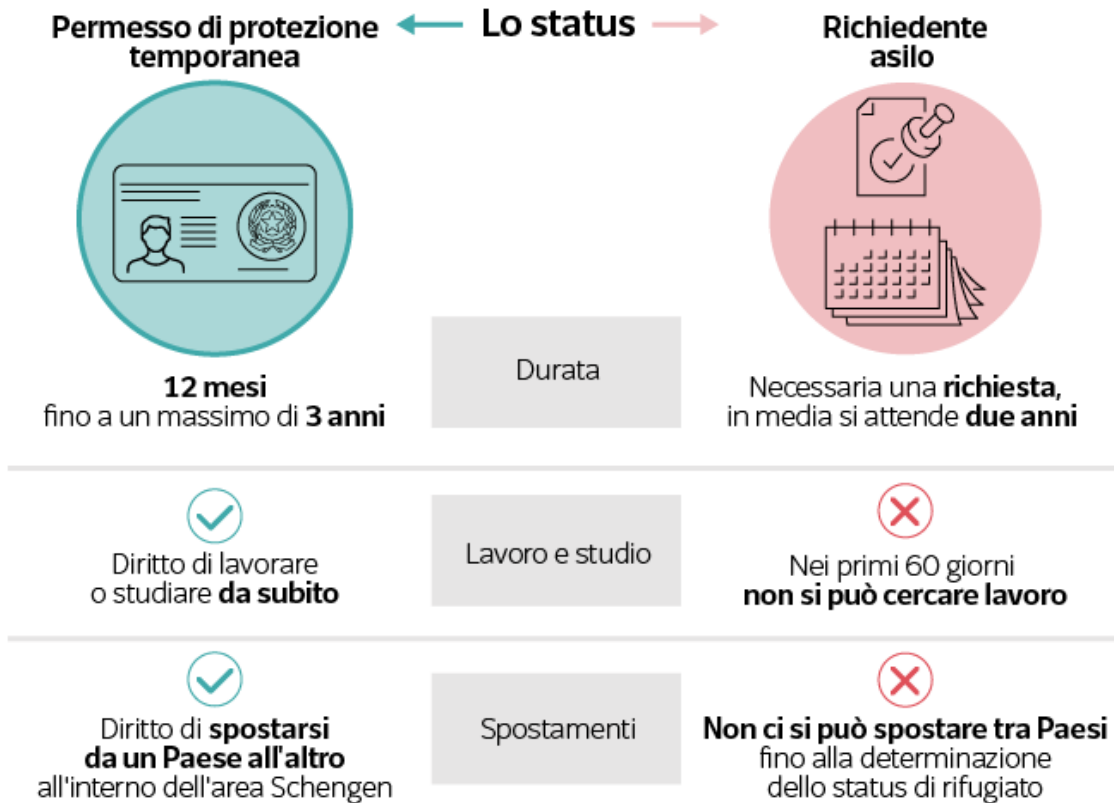 Lo status
Permesso di protezione
temporanea
Richiedente
asilo
Durata
12 mesi
fino a un massimo di 3 anni
Necessaria una richiesta,
in media si attende due anni
Lavoro e studio
Diritto di lavorare
o studiare da subito
Nei primi 60 giorni
non si può cercare lavoro
Spostamenti
Diritto di spostarsi
da un Paese all'altro
all'interno dell'area Schengen
Non ci si può spostare tra Paesi
fino alla determinazione
dello status di rifugiato